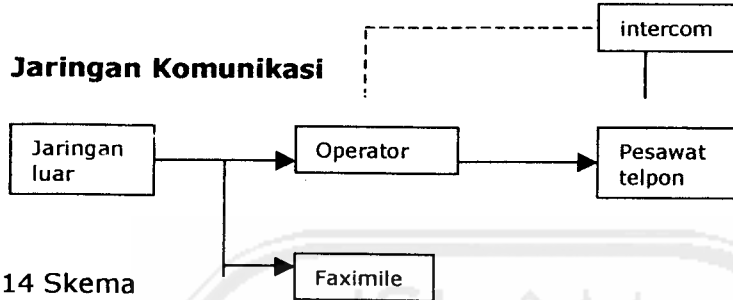 intercom
Jaringan Komunikasi
Jaringan
luar
Operator
Pesawat
telpon
Faximile
14 Skema